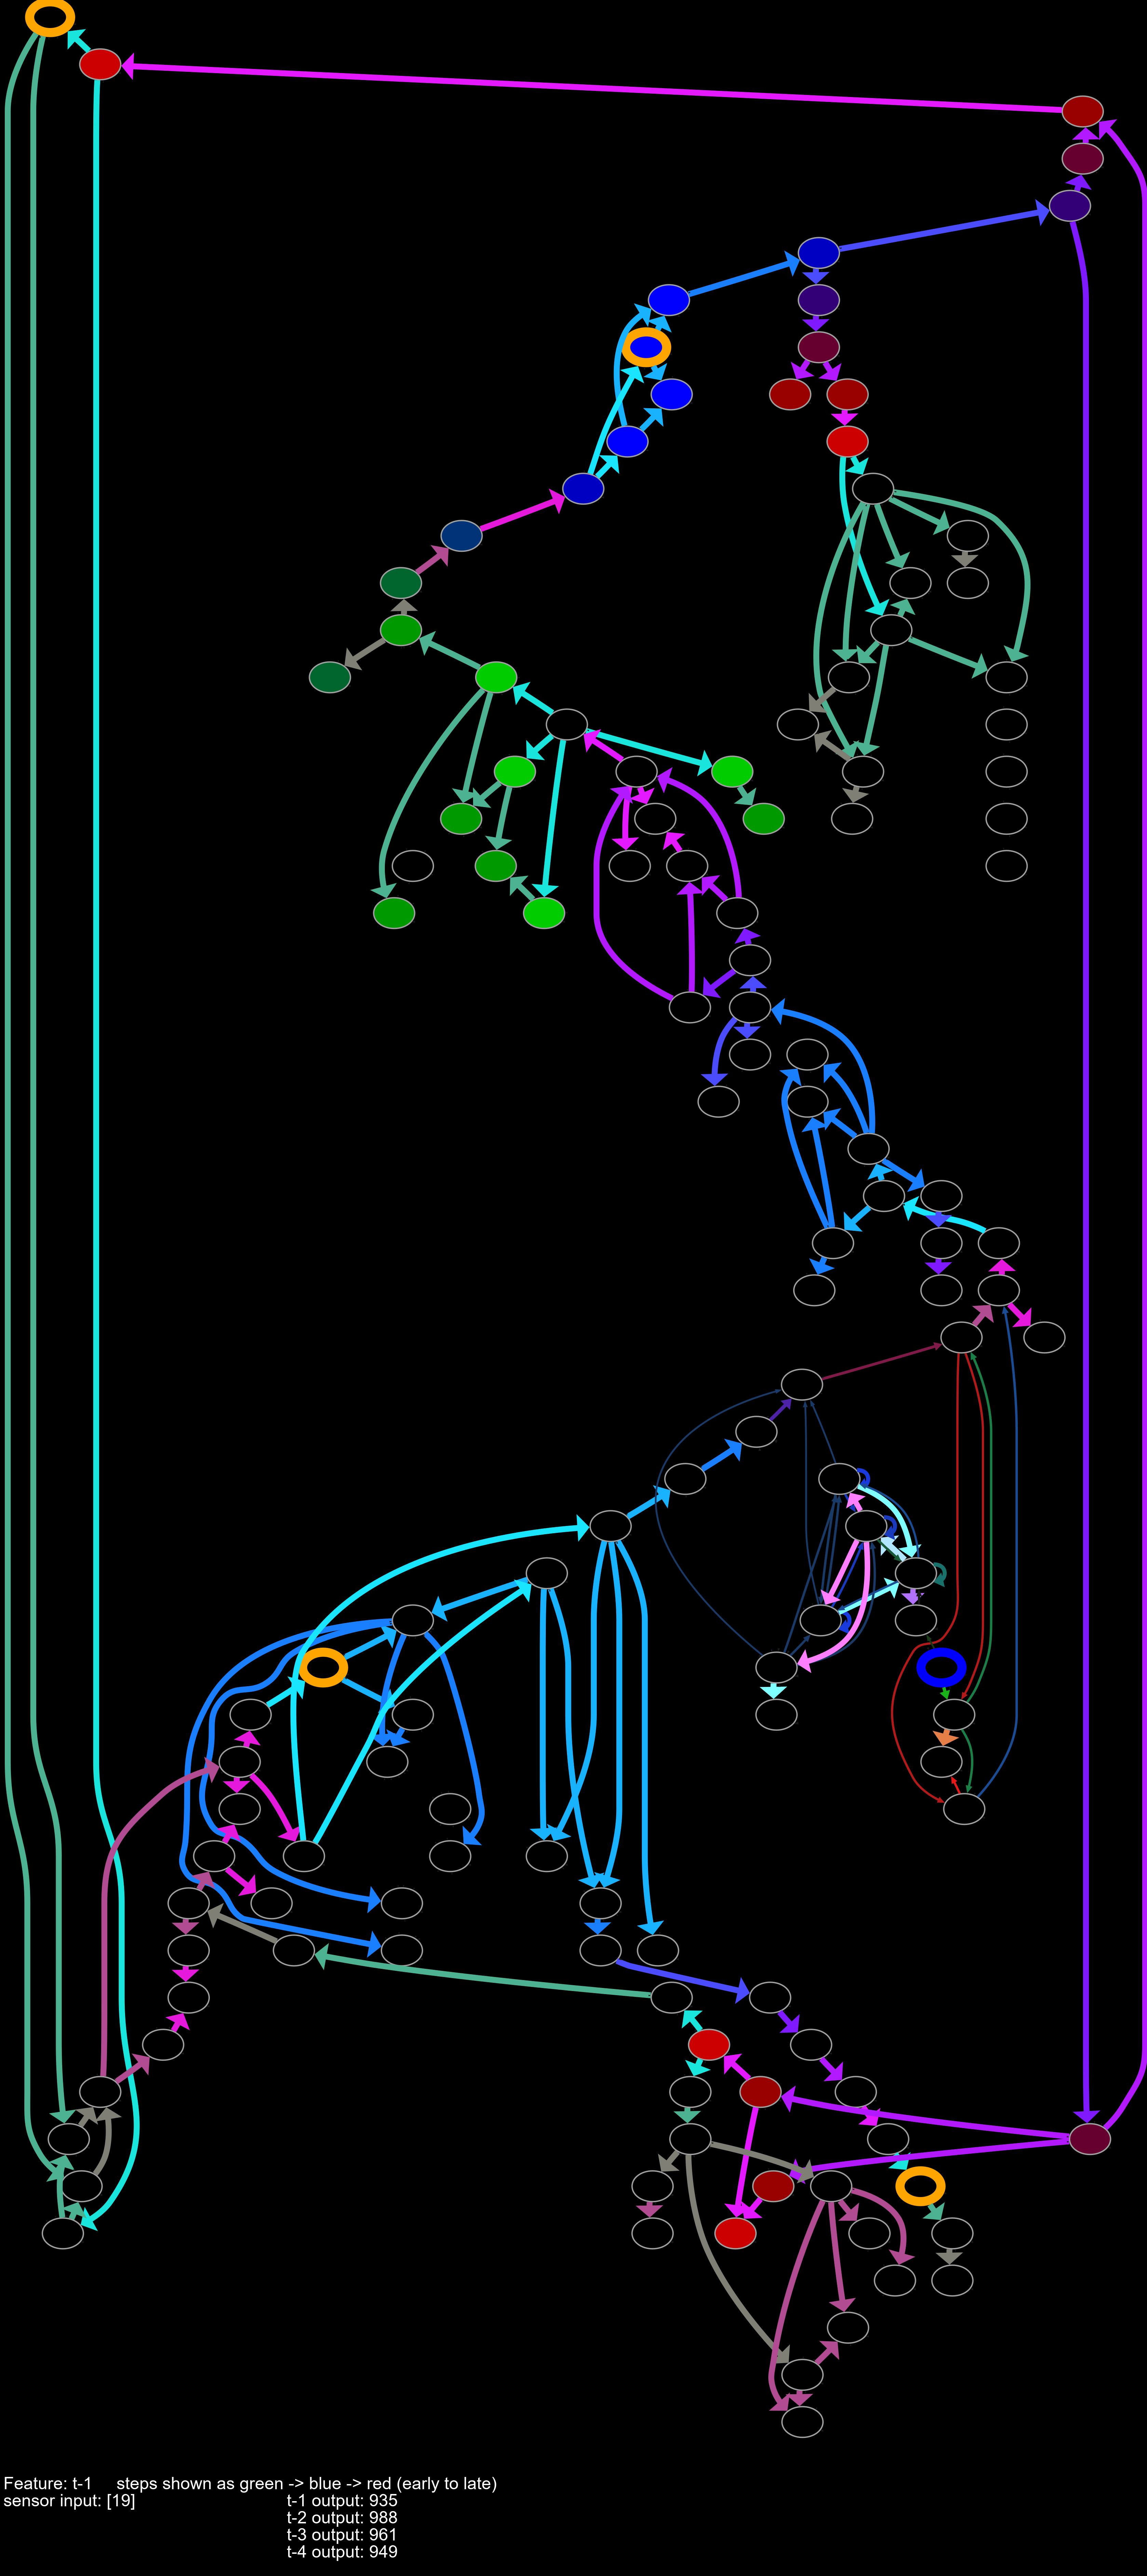 Feature: t-1 steps shown as green -> blue -> red (early to late)
sensor input: [19] t-1 output: 935
t-2 output: 988
t-3 output: 961
t-4 output: 949